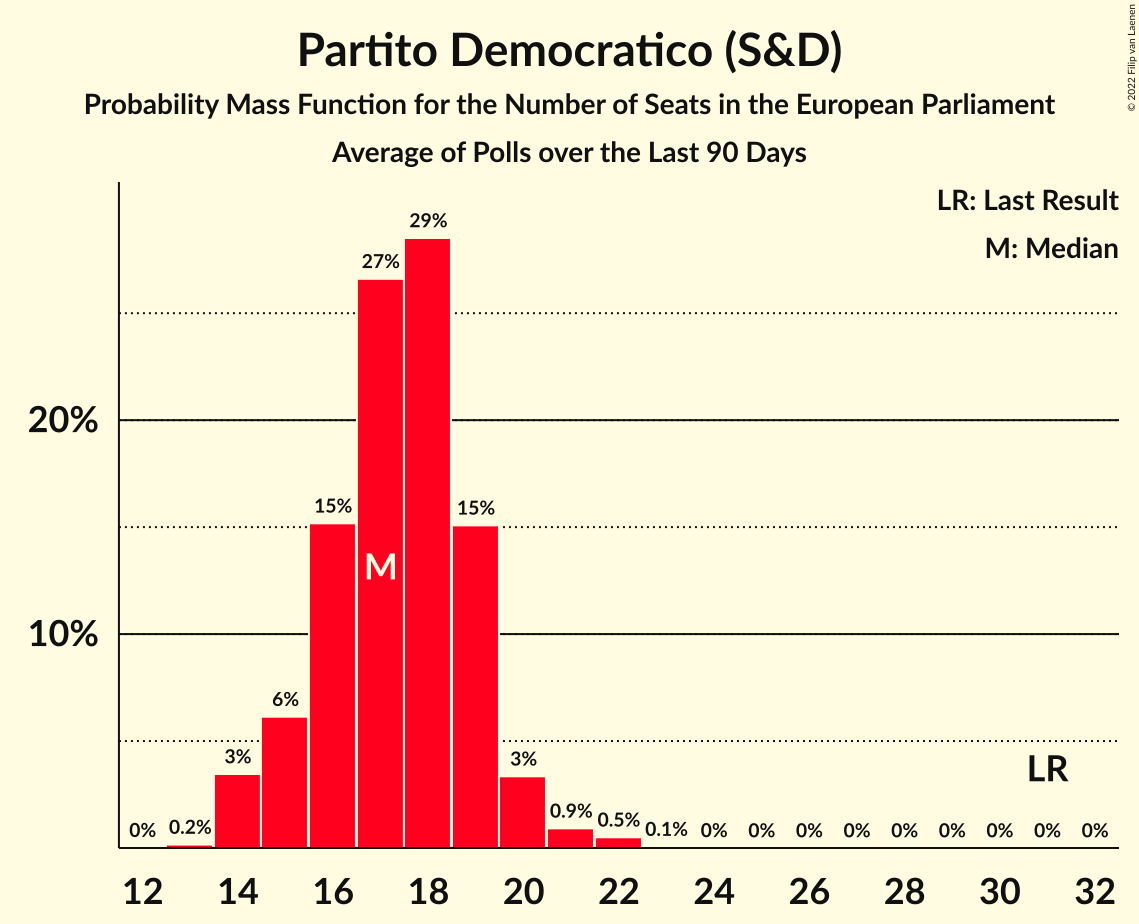 © 2022 Filip van Laenen
Partito Democratico (S&D)
Probability Mass Function for the Number of Seats in the European Parliament
Average of Polls over the Last 90 Days
LR: Last Result
M: Median
29%
27%
20%
15%
15%
M
10%
6%
3%
3%
LR
0%
0.2%
0.9%
0.5%
0.1%
0%
0%
0%
0%
0%
0%
0%
0%
0%
12 14 16 18 20 22 24 26 28 30 32